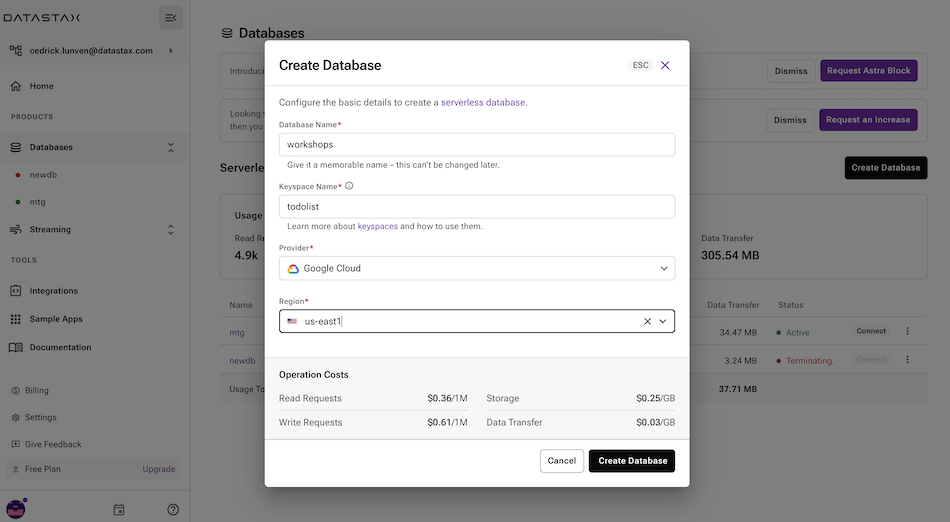 DATASTAX
cedrick.lunven@datastax.com
Home
PRODUCTS
Databases
newdb
mtg
Streaming
TOOLS
Integrations
Sample Apps
Documentation
Billing
Settings
Give Feedback
Free Plan
Upgrade
Databases
Dismiss
Request Astra Block
Looking
then you
Dismiss
Request an Increase
Create Database
Usage
4.9k
Data Transfer
305.54 MB
Name
Data Transfer
Status
mtg
34.47 MB
Active
Connect
newdb
3.24 MB
Terminating.
Connect
37.71 MB
Create Database
ESC
Configure the basic details to create a serverless database.
Database Name*
workshops
Give it a memorable name – this can't be changed later.
Keyspace Name*
todolist
Learn more about keyspaces and how to use them.
Provider*
Google Cloud
Region*
us-east1
Operation Costs
Read Requests $0.36/1M
Storage $0.25/GB
Write Requests $0.61/1M
Data Transfer $0.03/GB
Cancel
Create Database